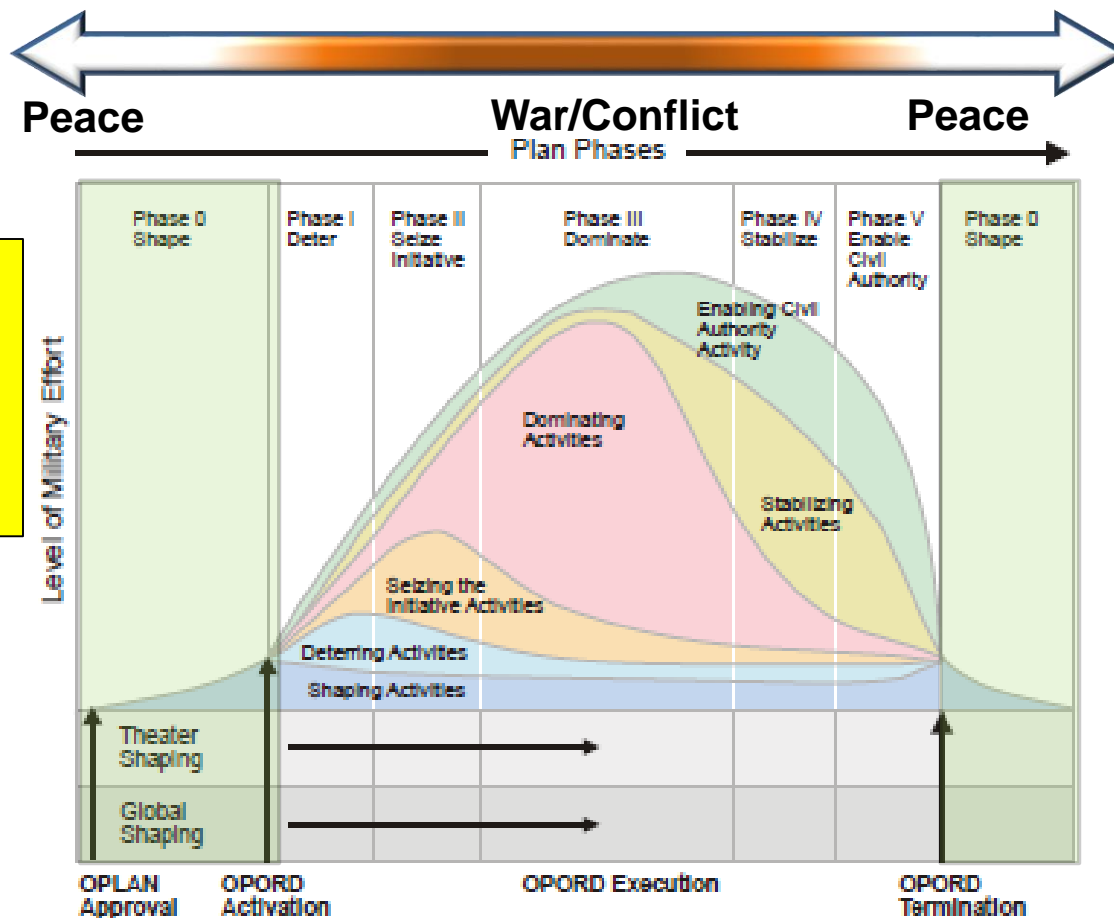 Peace
War/Conflict
Peace
Plan Phases
Phase 0
Shape
Phase I
Deter
Phase II
Seize
Initiative
Phase III
Dominate
Phase IV
Stabilize
Phase V
Enable
Civil
Authority
Phase 0
Shape
Level of Military Effort
Enabling Civil
Authority
Activity
Dominating
Activities
Stabilizing
Activities
Seizing the
Initiative Activities
Deterring Activities
Shaping Activities
Theater
Shaping
Global
Shaping
OPLAN
Approval
OPORD
Activation
OPORD Execution
OPORD
Termination